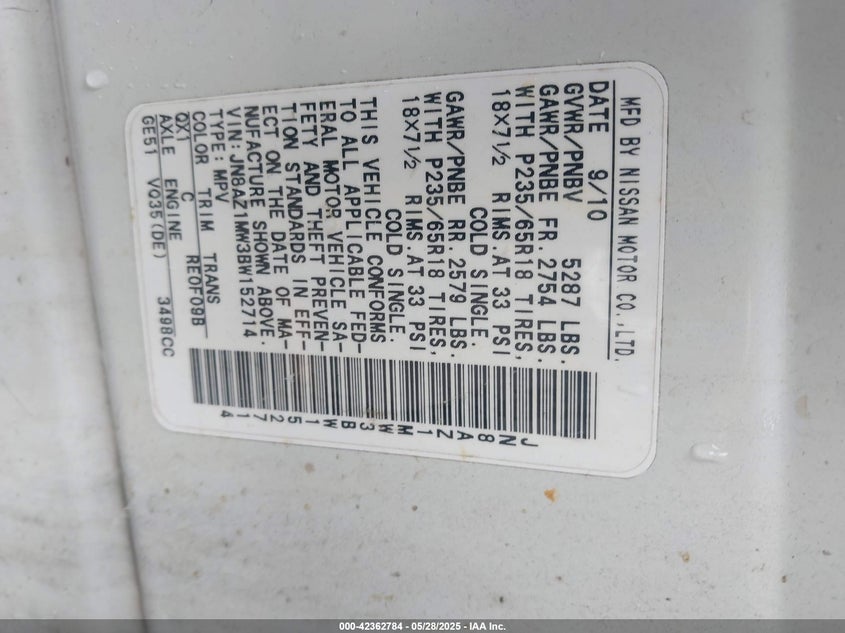 MFD BY NISSAN MOTOR CO.,LTD.
DATE 9/10
GVWR/PNBV 5287 LBS.
GAWR/PNBE FR. 2754 LBS.
WITH P235/65R18 TIRES,
18X7½ RIMS. AT 33 PSI
COLD SINGLE.
GAWR/PNBE RR. 2579 LBS.
WITH P235/65R18 TIRES,
18X7½ RIMS. AT 33 PSI
COLD SINGLE.
THIS VEHICLE CONFORMS
TO ALL APPLICABLE FED-
ERAL MOTOR VEHICLE SA-
FETY AND THEFT PREVEN-
TION STANDARDS IN EFF-
ECT ON THE DATE OF MA-
NUFACTURE SHOWN ABOVE.
VIN: JN8AZ1MW3BW152714
TYPE: MPV
COLOR TRIM TRANS
QX1 C RE0F09B
AXLE ENGINE
GE51 VQ35(DE) 3498CC
JN8AZ1MW3BW152714
000-42362784 — 05/28/2025 - IAA Inc.